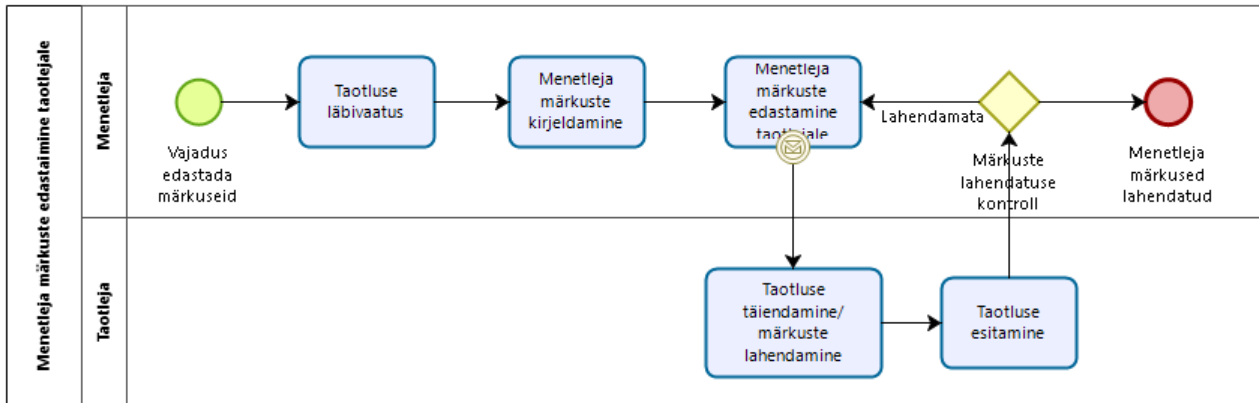 Menetleja märkuste edastaimine taotlejale
Menetleja
Vajadus
edastada
märkuseid
Taotluse
läbivaatus
Menetleja
märkuste
kirjeldamine
Menetleja
märkuste
edastamine
taotlejale
Lahendamata
Märkuste
lahendatuse
kontroll
Menetleja
märkused
lahendatud
Taotleja
Taotluse
täiendamine/
märkuste
lahendamine
Taotluse
esitamine